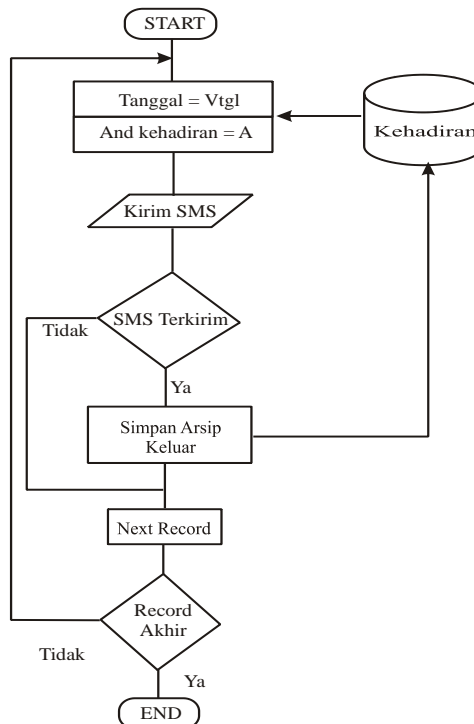 START
Tanggal = Vtgl
And kehadiran = A
Kehadiran
Kirim SMS
SMS Terkirim
Tidak
Ya
Simpan Arsip
Keluar
Next Record
Record
Akhir
Tidak
Ya
END